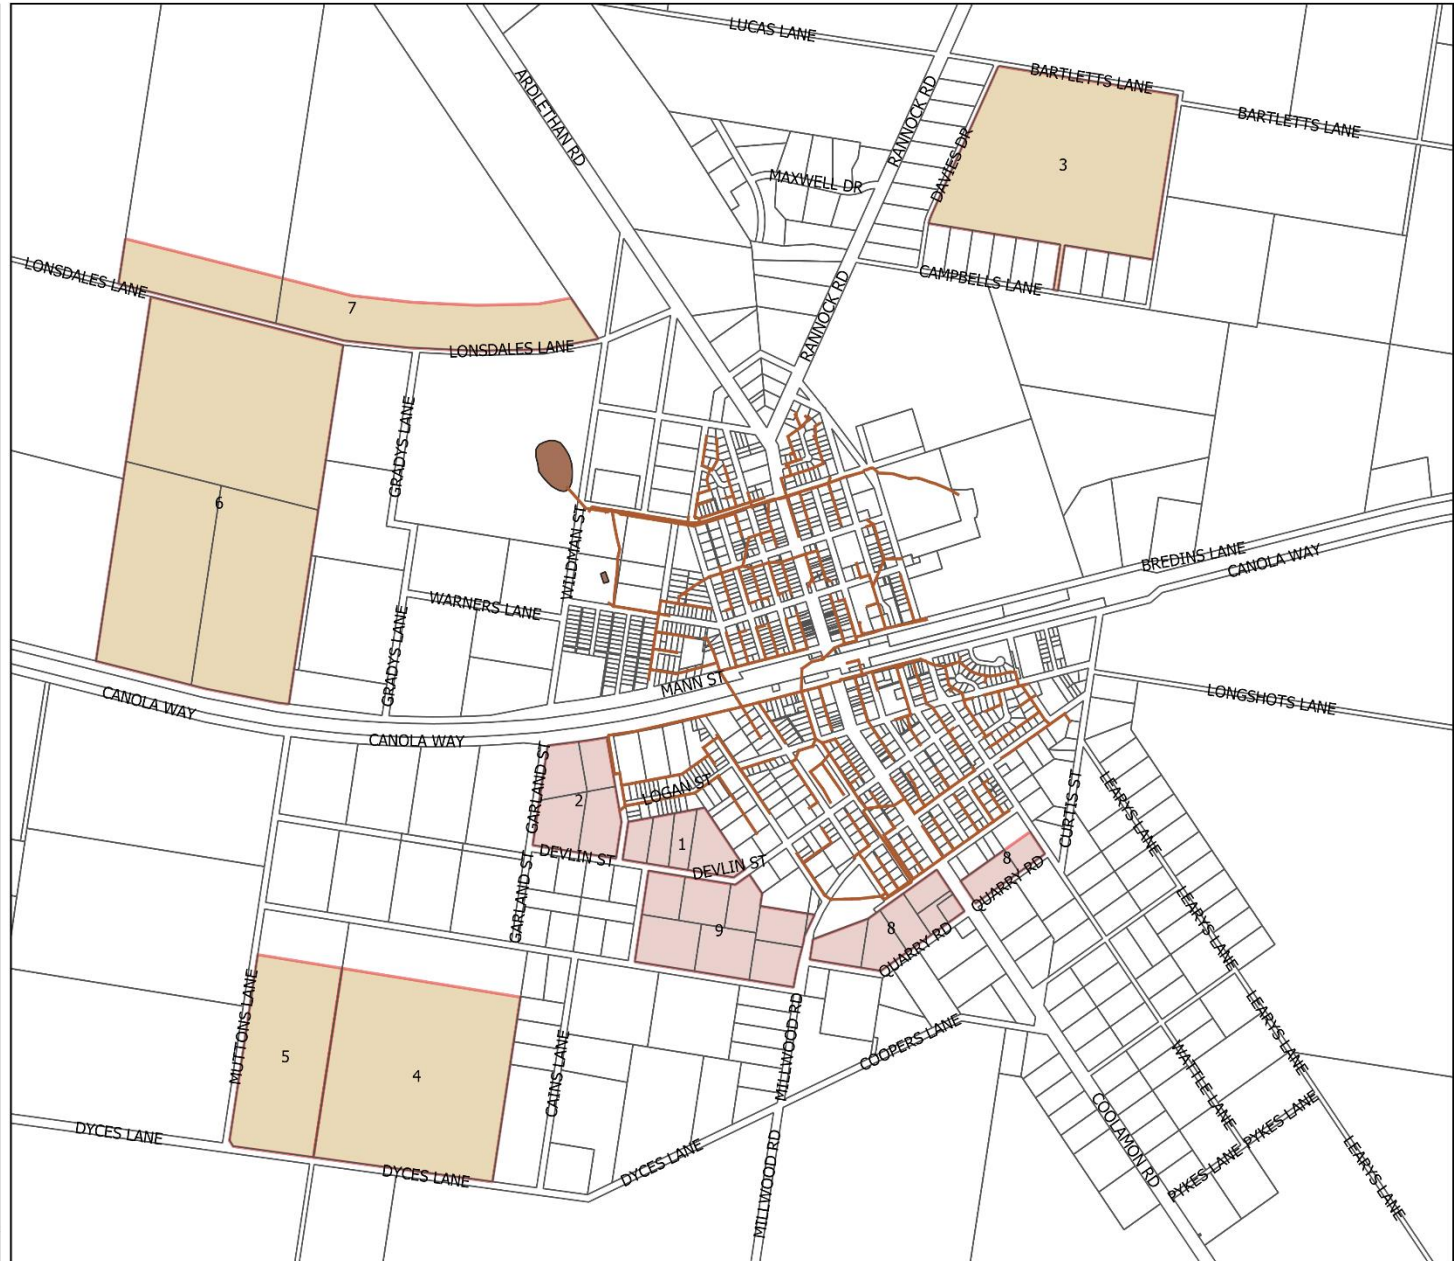 LUCAS LANE
BARTLETTS LANE
BARTLETTS LANE
ARDLETHAN RD
RANNOCK RD
DAVIES DR
3
MAXWELL DR
LONSDALES LANE
CAMPBELLS LANE
7
RANNOCK RD
LONSDALES LANE
GRADYS LANE
6
WILDMAN ST
BREDINS LANE
CANOLA WAY
WARNERS LANE
GRADYS LANE
MANN ST
CANOLA WAY
LONGSHOTS LANE
CANOLA WAY
GARLAND ST
2
LOGAN ST
CURTIS ST
LEARYS LANE
1
DEVLIN ST
DEVLIN ST
8
QUARRY RD
GARLAND ST
9
8
QUARRY RD
LEARYS LANE
MUTTONS LANE
5
4
CAINS LANE
MILLWOOD RD
COOPERS LANE
LEARYS LANE
WATTLE LANE
DYCES LANE
DYCES LANE
DYCES LANE
MILLWOOD RD
COOLAMON RD
PYKES LANE
PYKES LANE
LEARYS LANE